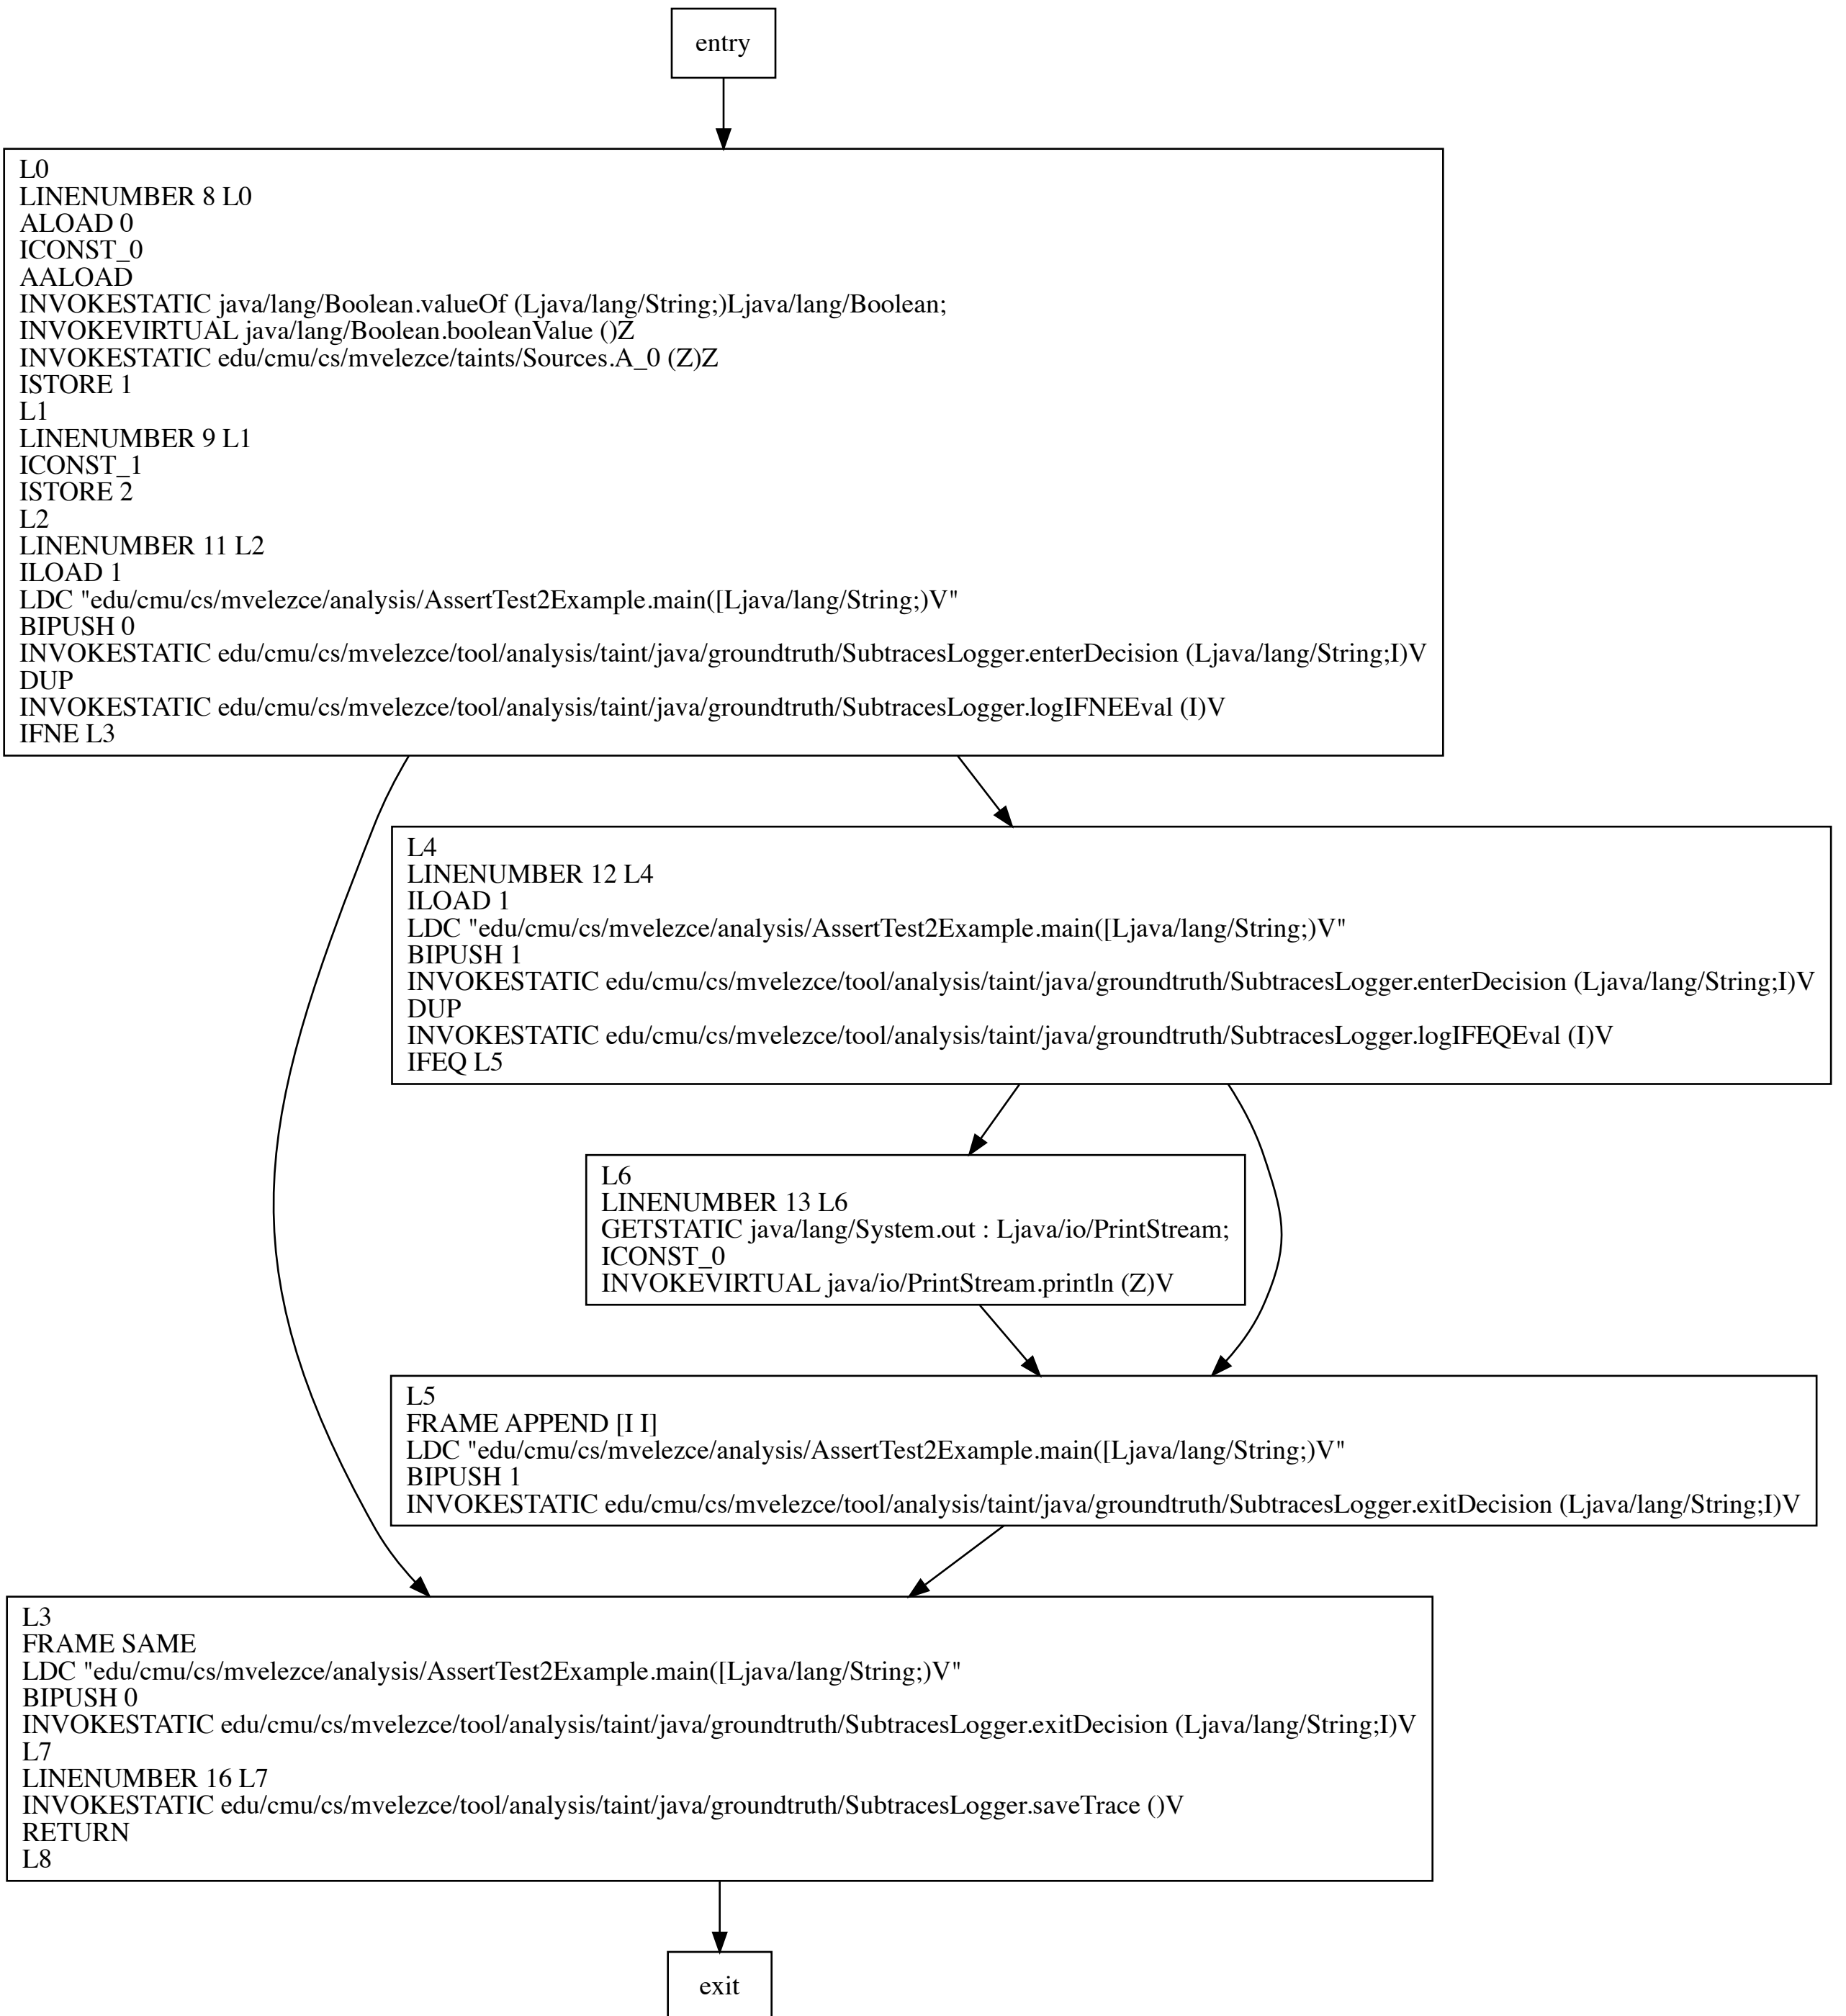 entry
L0
LINENUMBER 8 L0
ALOAD 0
ICONST_0
AALOAD
INVOKESTATIC java/lang/Boolean.valueOf (Ljava/lang/String;)Ljava/lang/Boolean;
INVOKEVIRTUAL java/lang/Boolean.booleanValue ()Z
INVOKESTATIC edu/cmu/cs/mvelezce/taints/Sources.A_0 (Z)Z
ISTORE 1
L1
LINENUMBER 9 L1
ICONST_1
ISTORE 2
L2
LINENUMBER 11 L2
ILOAD 1
LDC "edu/cmu/cs/mvelezce/analysis/AssertTest2Example.main([Ljava/lang/String;)V"
BIPUSH 0
INVOKESTATIC edu/cmu/cs/mvelezce/tool/analysis/taint/java/groundtruth/SubtracesLogger.enterDecision (Ljava/lang/String;I)V
DUP
INVOKESTATIC edu/cmu/cs/mvelezce/tool/analysis/taint/java/groundtruth/SubtracesLogger.logIFNEEval (I)V
IFNE L3
L4
LINENUMBER 12 L4
ILOAD 1
LDC "edu/cmu/cs/mvelezce/analysis/AssertTest2Example.main([Ljava/lang/String;)V"
BIPUSH 1
INVOKESTATIC edu/cmu/cs/mvelezce/tool/analysis/taint/java/groundtruth/SubtracesLogger.enterDecision (Ljava/lang/String;I)V
DUP
INVOKESTATIC edu/cmu/cs/mvelezce/tool/analysis/taint/java/groundtruth/SubtracesLogger.logIFEQEval (I)V
IFEQ L5
L6
LINENUMBER 13 L6
GETSTATIC java/lang/System.out : Ljava/io/PrintStream;
ICONST_0
INVOKEVIRTUAL java/io/PrintStream.println (Z)V
L5
FRAME APPEND [I I]
LDC "edu/cmu/cs/mvelezce/analysis/AssertTest2Example.main([Ljava/lang/String;)V"
BIPUSH 1
INVOKESTATIC edu/cmu/cs/mvelezce/tool/analysis/taint/java/groundtruth/SubtracesLogger.exitDecision (Ljava/lang/String;I)V
L3
FRAME SAME
LDC "edu/cmu/cs/mvelezce/analysis/AssertTest2Example.main([Ljava/lang/String;)V"
BIPUSH 0
INVOKESTATIC edu/cmu/cs/mvelezce/tool/analysis/taint/java/groundtruth/SubtracesLogger.exitDecision (Ljava/lang/String;I)V
L7
LINENUMBER 16 L7
INVOKESTATIC edu/cmu/cs/mvelezce/tool/analysis/taint/java/groundtruth/SubtracesLogger.saveTrace ()V
RETURN
L8
exit